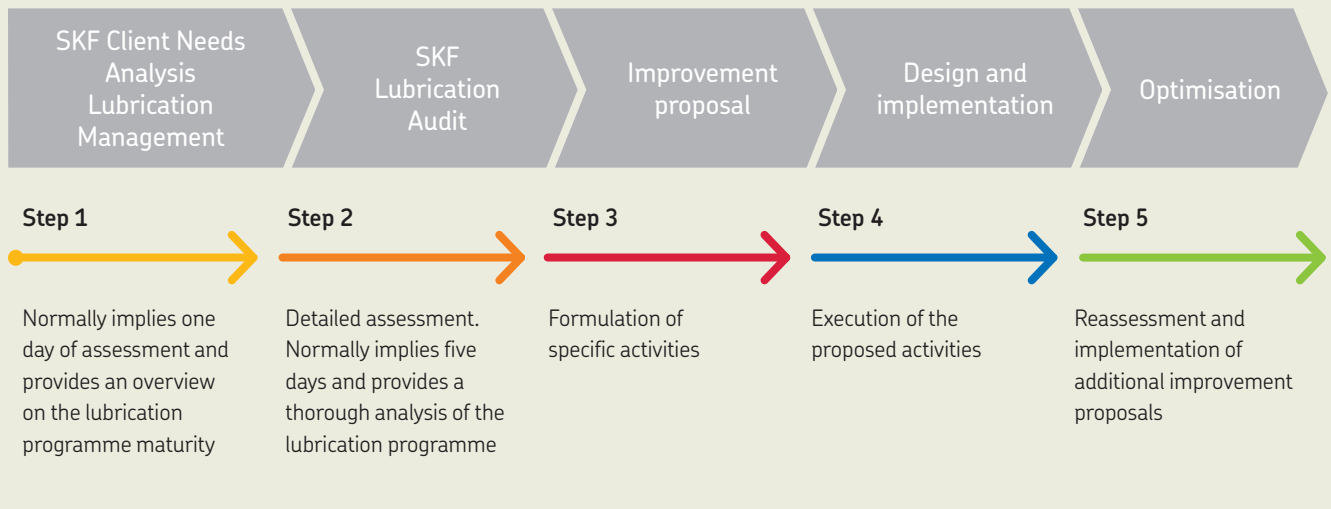 SKF Client Needs
Analysis
Lubrication
Management
SKF
Lubrication
Audit
Improvement
proposal
Design and
implementation
Optimisation
Step 1
Normally implies one
day of assessment and
provides an overview
on the lubrication
programme maturity
Step 2
Detailed assessment.
Normally implies five
days and provides a
thorough analysis of the
lubrication programme
Step 3
Formulation of
specific activities
Step 4
Execution of the
proposed activities
Step 5
Reassessment and
implementation of
additional improvement
proposals